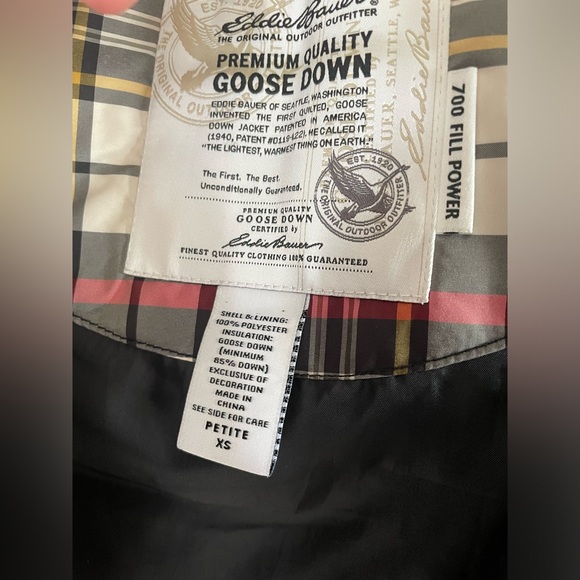 Eddie Bauer
THE ORIGINAL OUTDOOR OUTFITTER
PREMIUM QUALITY
GOOSE DOWN
EDDIE BAUER OF SEATTLE, WASHINGTON
INVENTED THE FIRST QUILTED, GOOSE
DOWN JACKET PATENTED IN AMERICA
(1940, PATENT #D119,122). HE CALLED IT
"THE LIGHTEST, WARMEST THING ON EARTH."
The First. The Best.
Unconditionally Guaranteed.
PREMIUM QUALITY
GOOSE DOWN
CERTIFIED by
Eddie Bauer
FINEST QUALITY CLOTHING 100% GUARANTEED
EST. 1920
THE ORIGINAL OUTDOOR OUTFITTER
Eddie Bauer
BAUER, SEATTLE,
700 FILL POWER
SHELL & LINING:
100% POLYESTER
INSULATION:
GOOSE DOWN
(MINIMUM
85% DOWN)
EXCLUSIVE OF
DECORATION
MADE IN
CHINA
SEE SIDE FOR CARE
PETITE
XS